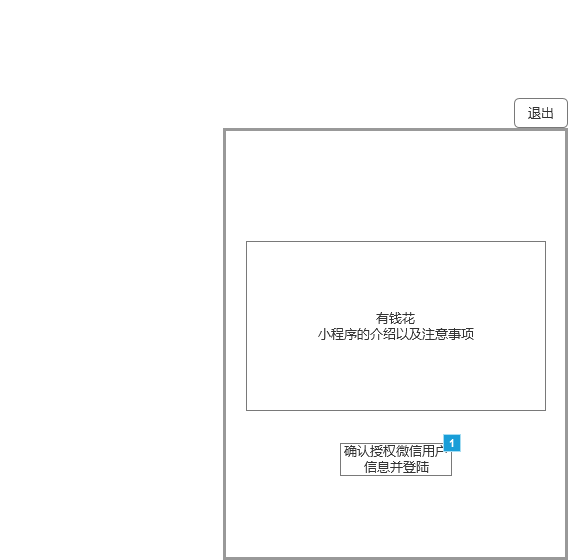 退出
有钱花
小程序的介绍以及注意事项
1
确认授权微信用户
信息并登陆